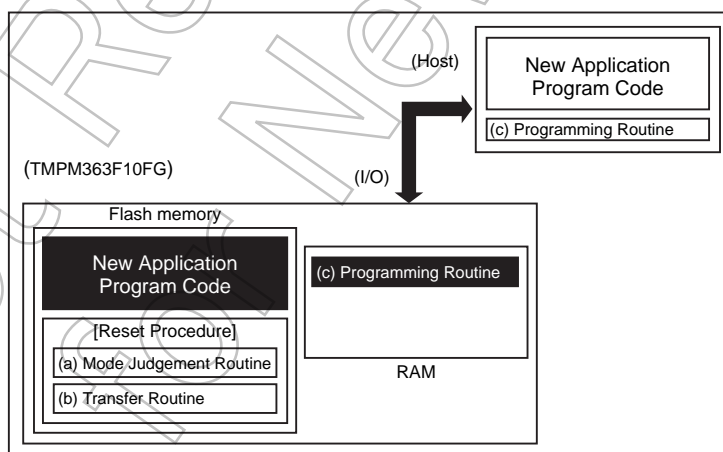 (Host)
New Application
Program Code
(c) Programming Routine
(TMPM363F10FG)
(I/O)
Flash memory
New Application
Program Code
(c) Programming Routine
[Reset Procedure]
(a) Mode Judgement Routine
(b) Transfer Routine
RAM